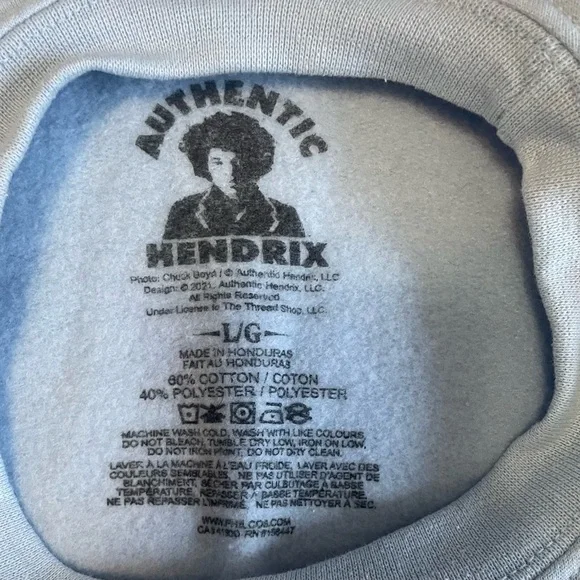 AUTHENTIC
HENDRIX
Photo: Chuck Boyd / © Authentic Hendrix, LLC
Design: © 2021, Authentic Hendrix, LLC.
All Rights Reserved
Under License to The Thread Shop, LLC.
L/G
MADE IN HONDURAS
FAIT AU HONDURAS
60% COTTON / COTON
40% POLYESTER / POLYESTER
MACHINE WASH COLD, WASH WITH LIKE COLOURS,
DO NOT BLEACH, TUMBLE DRY LOW, IRON ON LOW,
DO NOT IRON PRINT, DO NOT DRY CLEAN.
LAVER À LA MACHINE À L'EAU FROIDE, LAVER AVEC DES
COULEURS SEMBLABLES. NE PAS UTILISER D'AGENT DE
BLANCHIMENT, SÉCHER PAR CULBUTAGE À BASSE
TEMPÉRATURE, REPASSER À BASSE TEMPÉRATURE.
NE PAS REPASSER L'IMPRIMÉ. NE PAS NETTOYER À SEC.